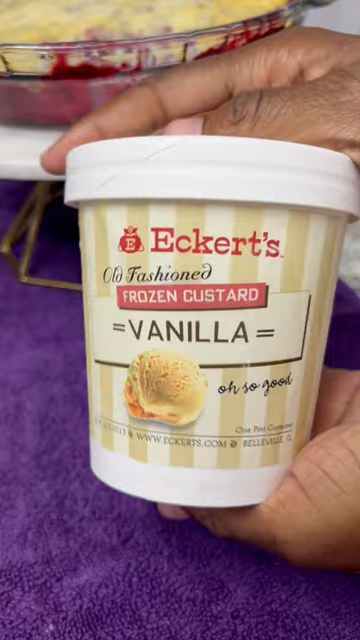 Eckert's
Old Fashioned
FROZEN CUSTARD
=VANILLA=
oh so good
One Pint Container
WWW.ECKERTS.COM BELLEVILLE, IL